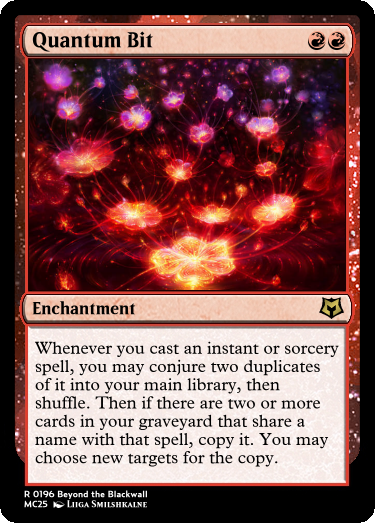 Quantum Bit
Enchantment
Whenever you cast an instant or sorcery
spell, you may conjure two duplicates
of it into your main library, then
shuffle. Then if there are two or more
cards in your graveyard that share a
name with that spell, copy it. You may
choose new targets for the copy.
R 0196 Beyond the Blackwall
MC25 Liiga Smilshkalne